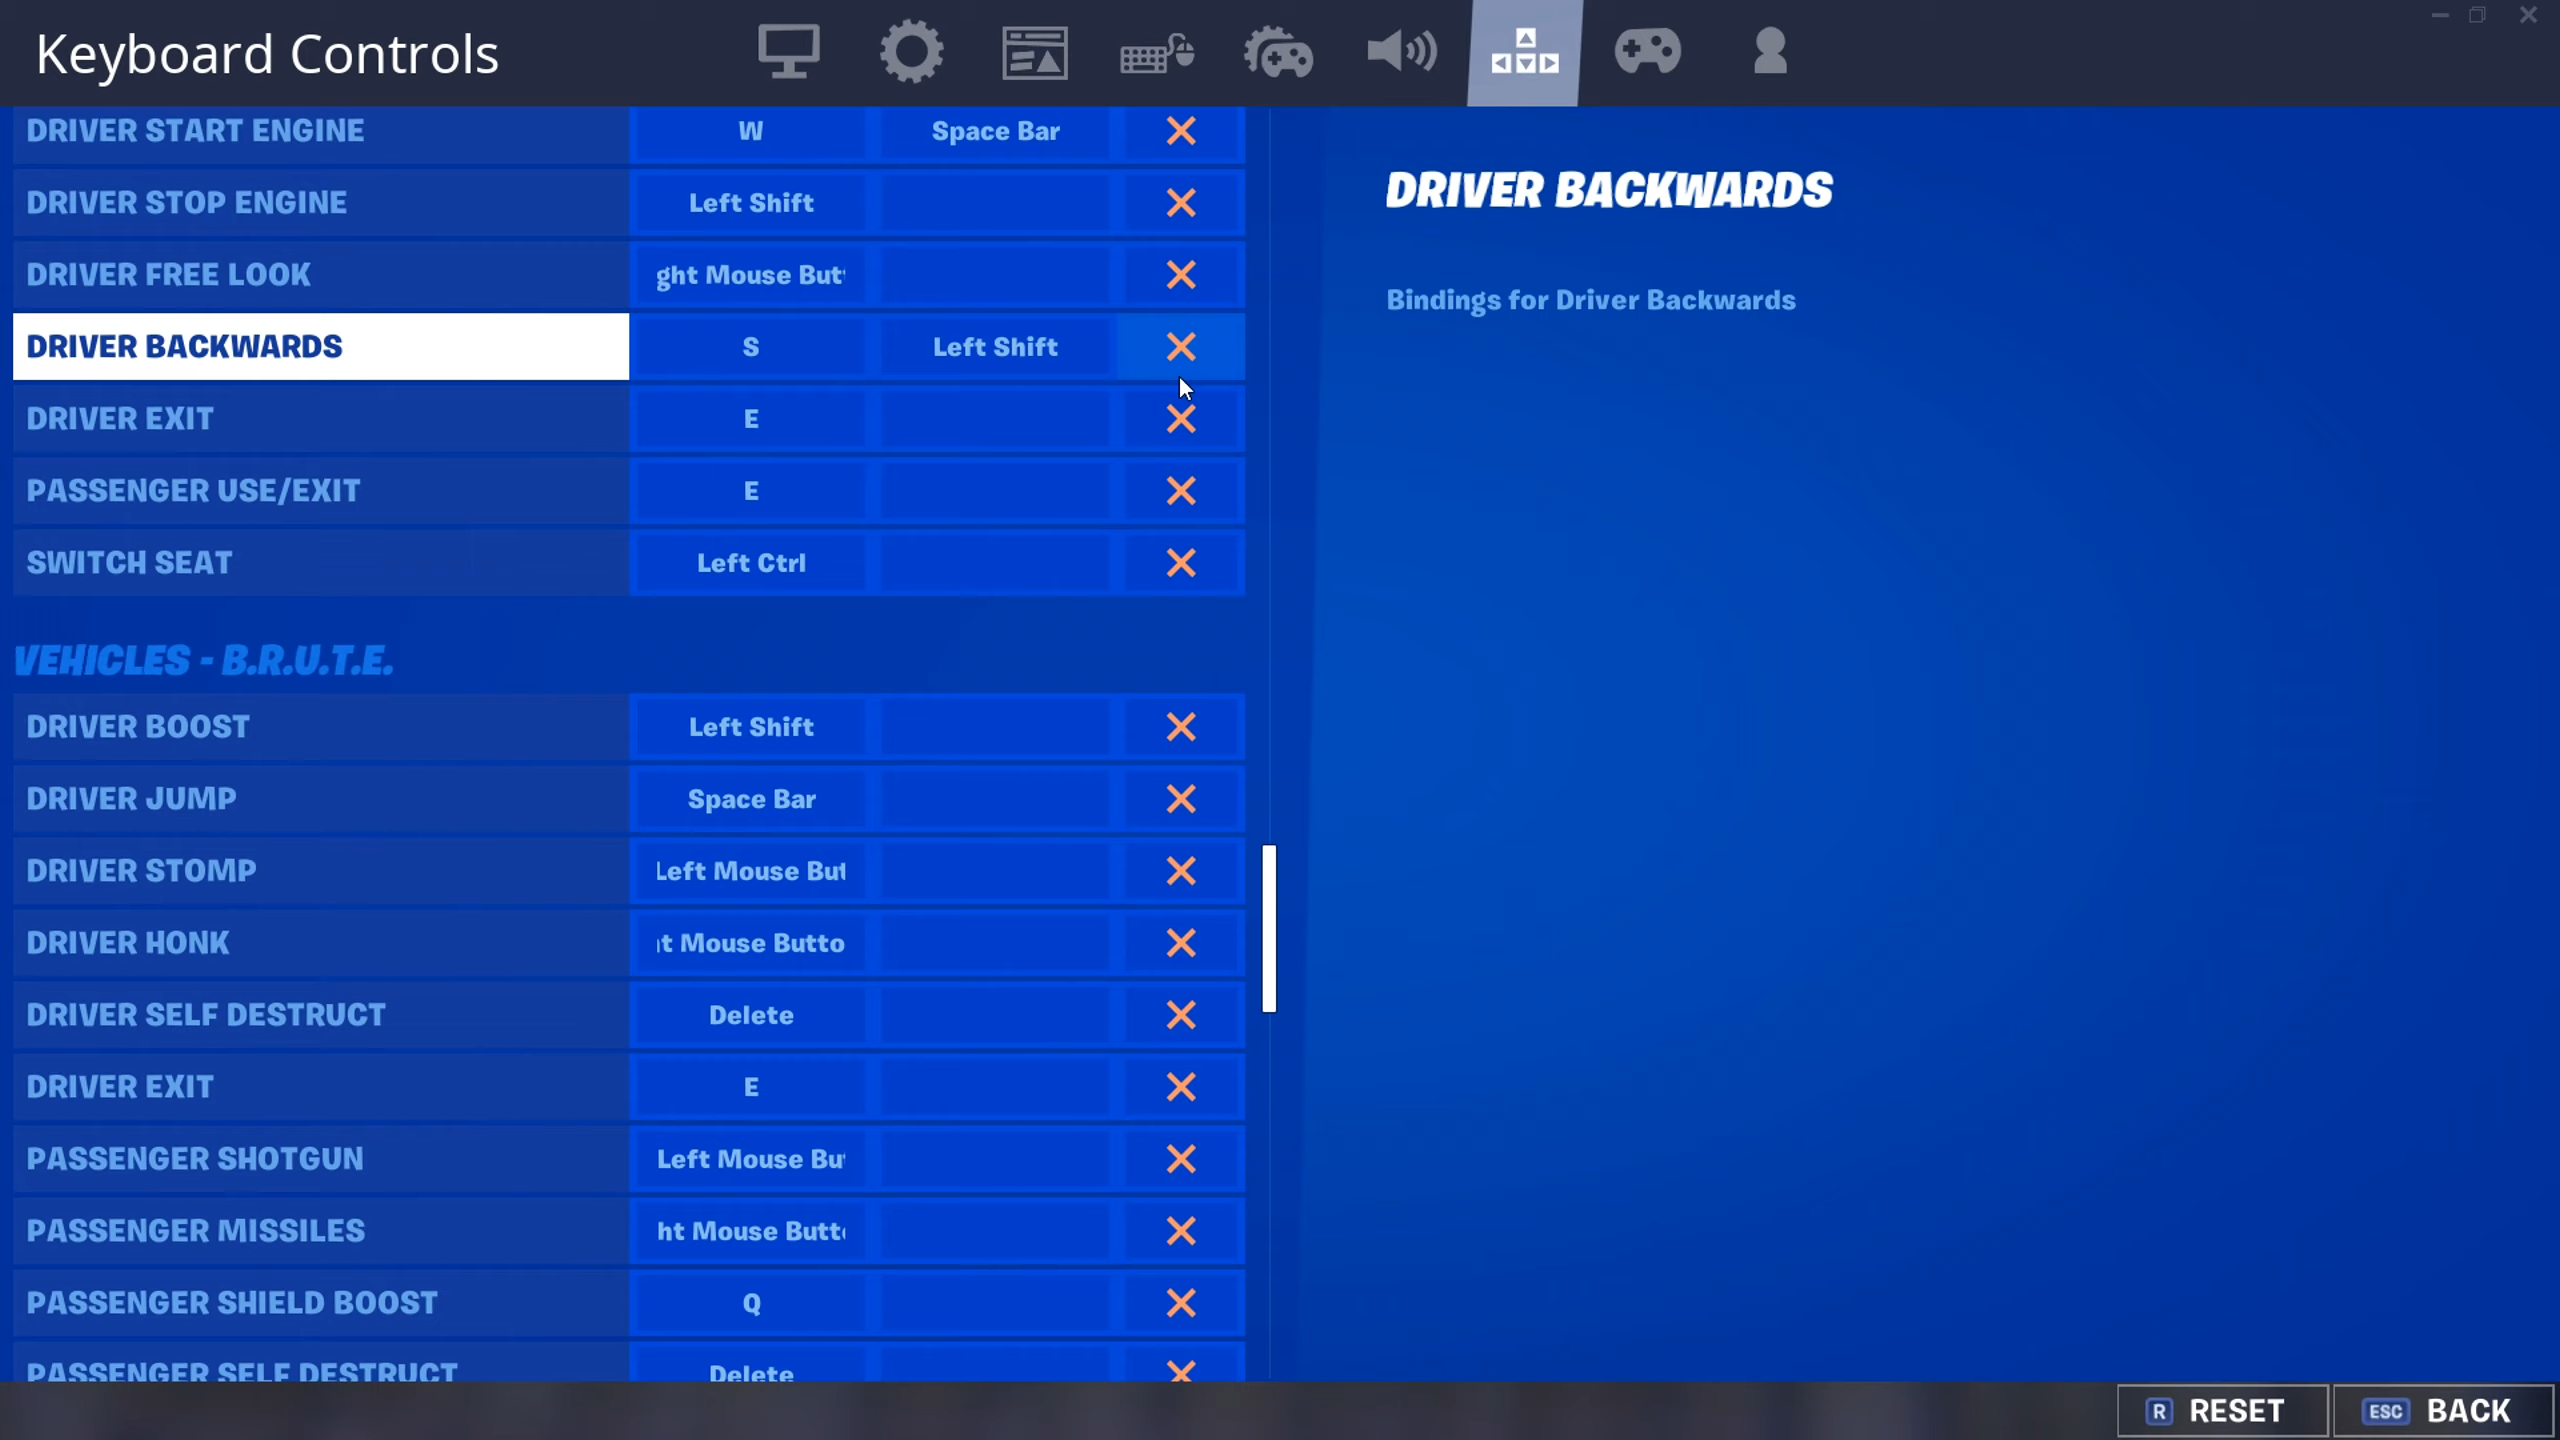 Keyboard Controls
DRIVER START ENGINE W Space Bar
DRIVER STOP ENGINE Left Shift
DRIVER FREE LOOK ght Mouse But
DRIVER BACKWARDS S Left Shift
DRIVER EXIT E
PASSENGER USE/EXIT E
SWITCH SEAT Left Ctrl
VEHICLES - B.R.U.T.E.
DRIVER BOOST Left Shift
DRIVER JUMP Space Bar
DRIVER STOMP Left Mouse But
DRIVER HONK t Mouse Butto
DRIVER SELF DESTRUCT Delete
DRIVER EXIT E
PASSENGER SHOTGUN Left Mouse Bu
PASSENGER MISSILES ht Mouse Butt
PASSENGER SHIELD BOOST Q
PASSENGER SELF DESTRUCT Delete
DRIVER BACKWARDS
Bindings for Driver Backwards
R RESET ESC BACK